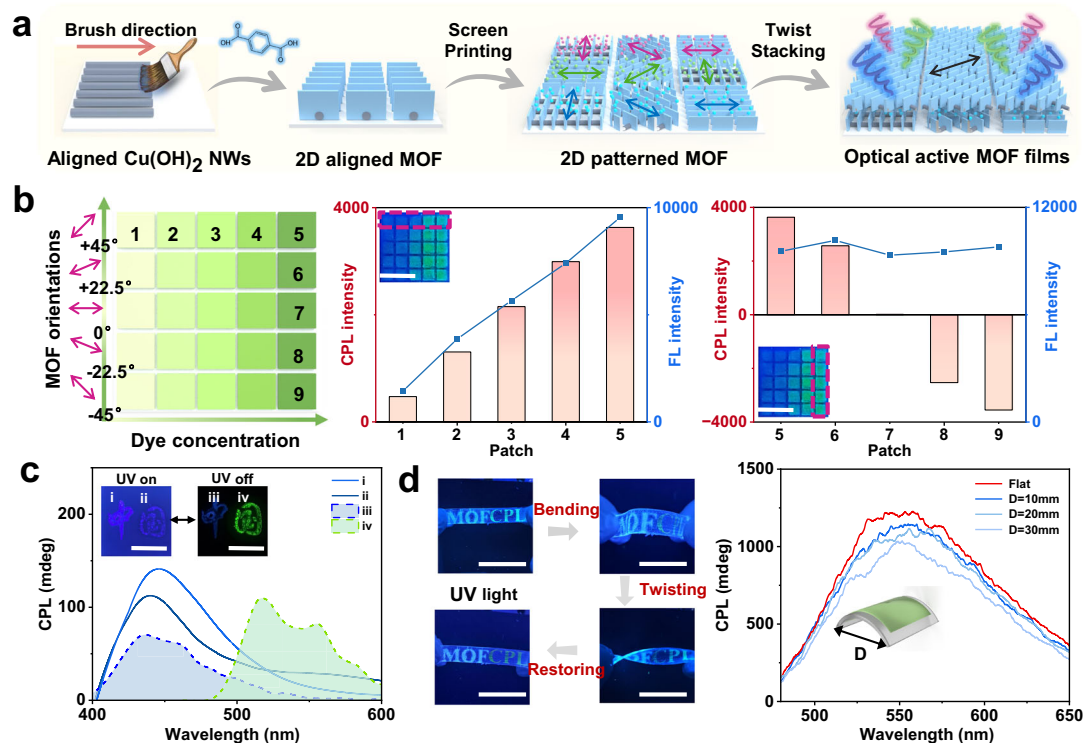 a
Brush direction
OH
HO
O
O
Screen
Printing
Twist
Stacking
Aligned Cu(OH)₂ NWs
2D aligned MOF
2D patterned MOF
Optical active MOF films
b
MOF orientations
+45°
+22.5°
0°
-22.5°
-45°
1 2 3 4 5
6
7
8
9
Dye concentration
CPL intensity
4000
0
FL intensity
10000
0
1 2 3 4 5
Patch
CPL intensity
4000
0
−4000
FL intensity
12000
0
5 6 7 8 9
Patch
c
CPL (mdeg)
200
100
0
UV on
UV off
i ii iii iv
i
ii
iii
iv
400 500 600
Wavelength (nm)
d
MOFCPL
Bending
Twisting
UV light
MOFCPL
Restoring
CPL (mdeg)
1500
1000
500
0
Flat
D=10mm
D=20mm
D=30mm
D
500 550 600 650
Wavelength (nm)